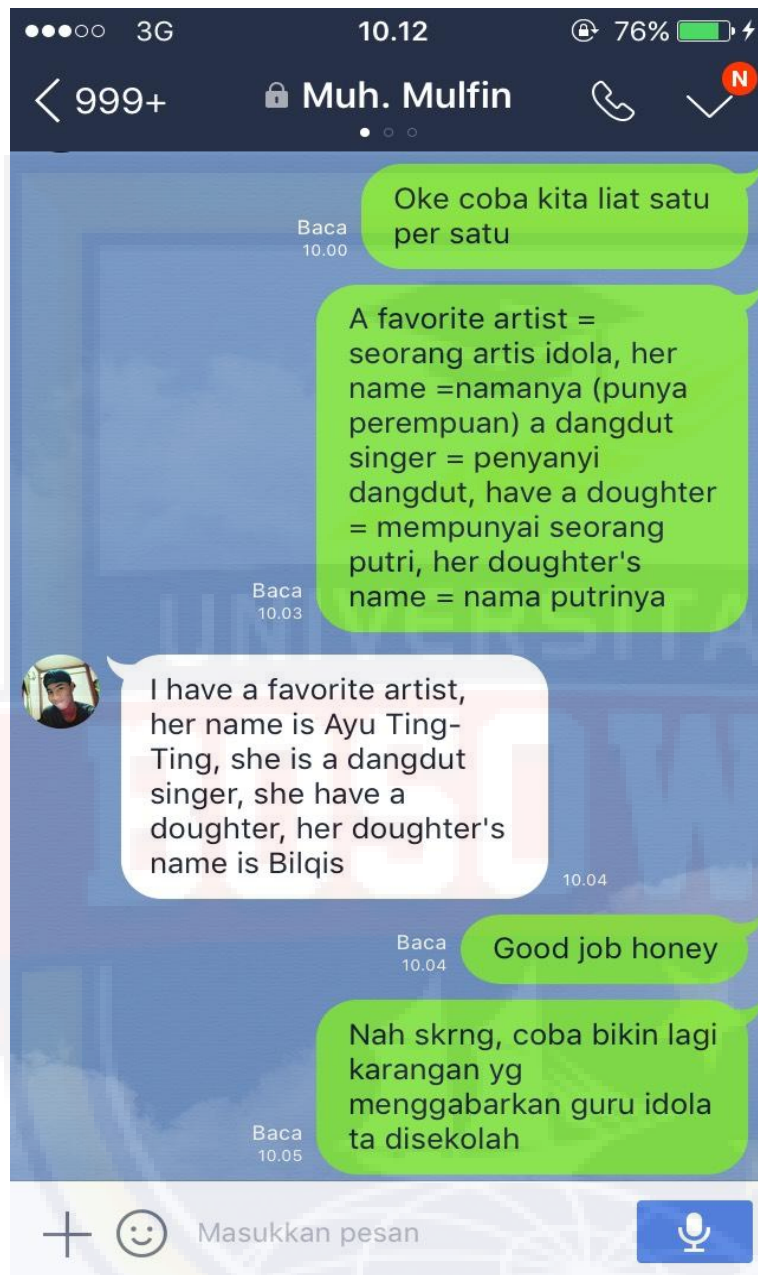 3G 10.12 76%
999+ Muh. Mulfin N
Oke coba kita liat satu
per satu
Baca
10.00
A favorite artist =
seorang artis idola, her
name =namanya (punya
perempuan) a dangdut
singer = penyanyi
dangdut, have a doughter
= mempunyai seorang
putri, her doughter's
name = nama putrinya
Baca
10.03
UNIVERSITA
BOSOW
I have a favorite artist,
her name is Ayu Ting-
Ting, she is a dangdut
singer, she have a
doughter, her doughter's
name is Bilqis
10.04
Baca
10.04
Good job honey
Nah skrng, coba bikin lagi
karangan yg
menggabarkan guru idola
ta disekolah
Baca
10.05
Masukkan pesan